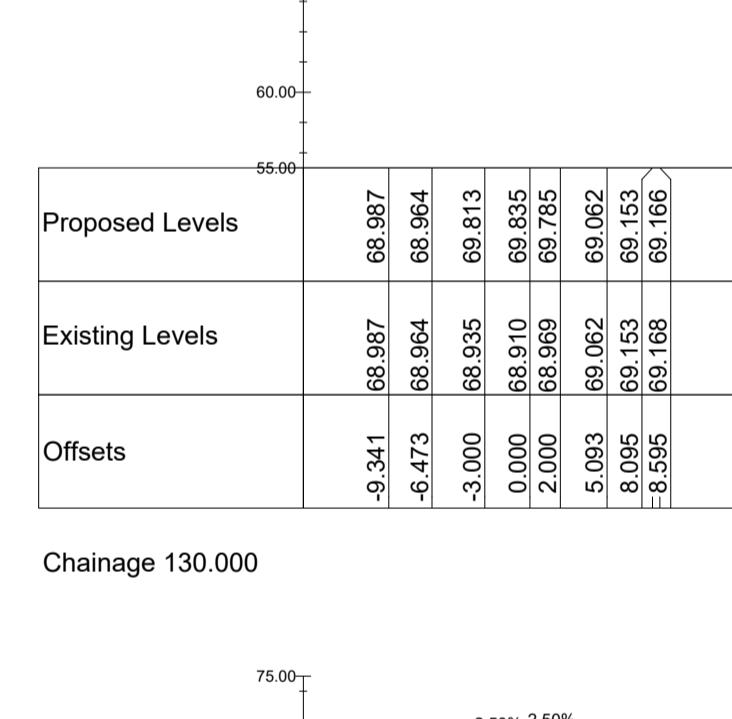 60.00
55.00
Proposed Levels 68.987 68.964 69.813 69.835 69.785 69.062 69.153 69.166
Existing Levels 68.987 68.964 68.935 68.910 68.969 69.062 69.153 69.168
Offsets -9.341 -6.473 -3.000 0.000 2.000 5.093 8.095 8.595
Chainage 130.000
75.00
2.50%